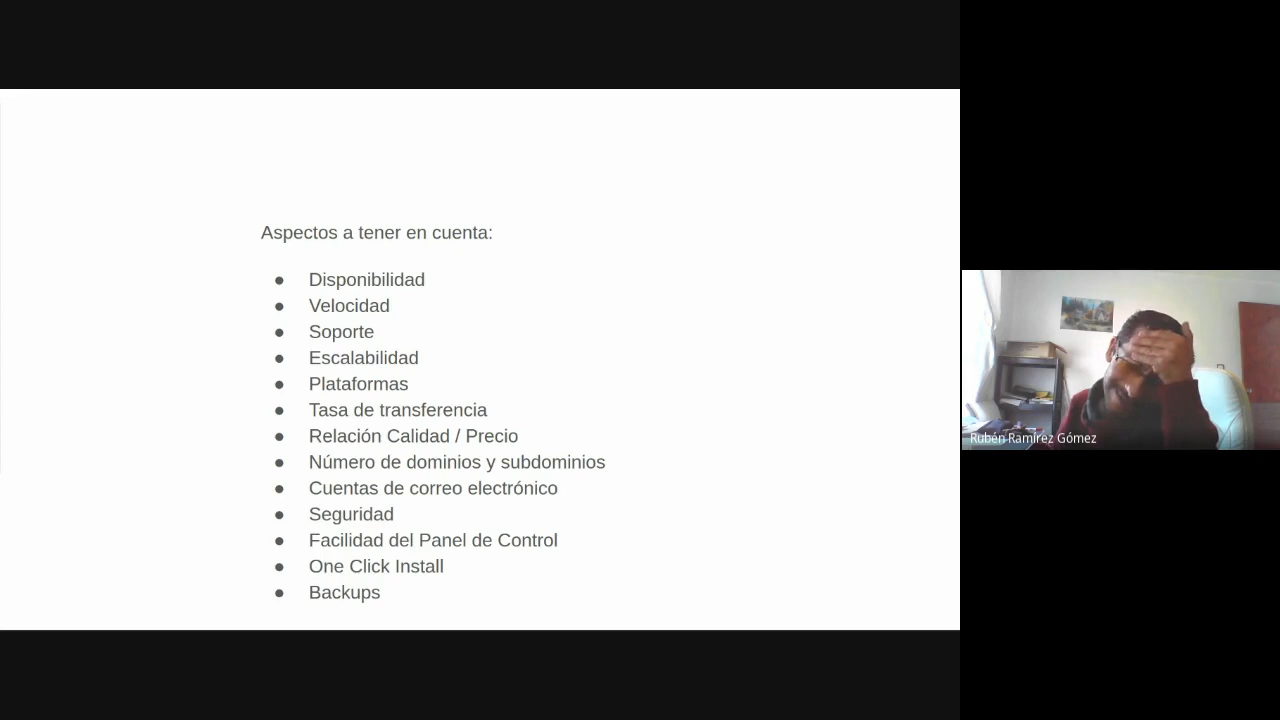 Aspectos a tener en cuenta:
● Disponibilidad
● Velocidad
● Soporte
● Escalabilidad
● Plataformas
● Tasa de transferencia
● Relación Calidad / Precio
● Número de dominios y subdominios
● Cuentas de correo electrónico
● Seguridad
● Facilidad del Panel de Control
● One Click Install
● Backups
Rubén Ramírez Gómez